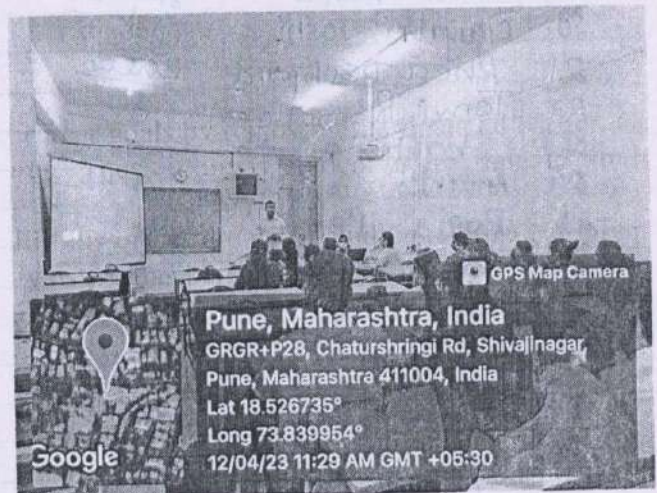 GPS Map Camera
Pune, Maharashtra, India
GRGR+P28, Chaturshringi Rd, Shivajinagar,
Pune, Maharashtra 411004, India
Lat 18.526735°
Long 73.839954°
Google
12/04/23 11:29 AM GMT +05:30